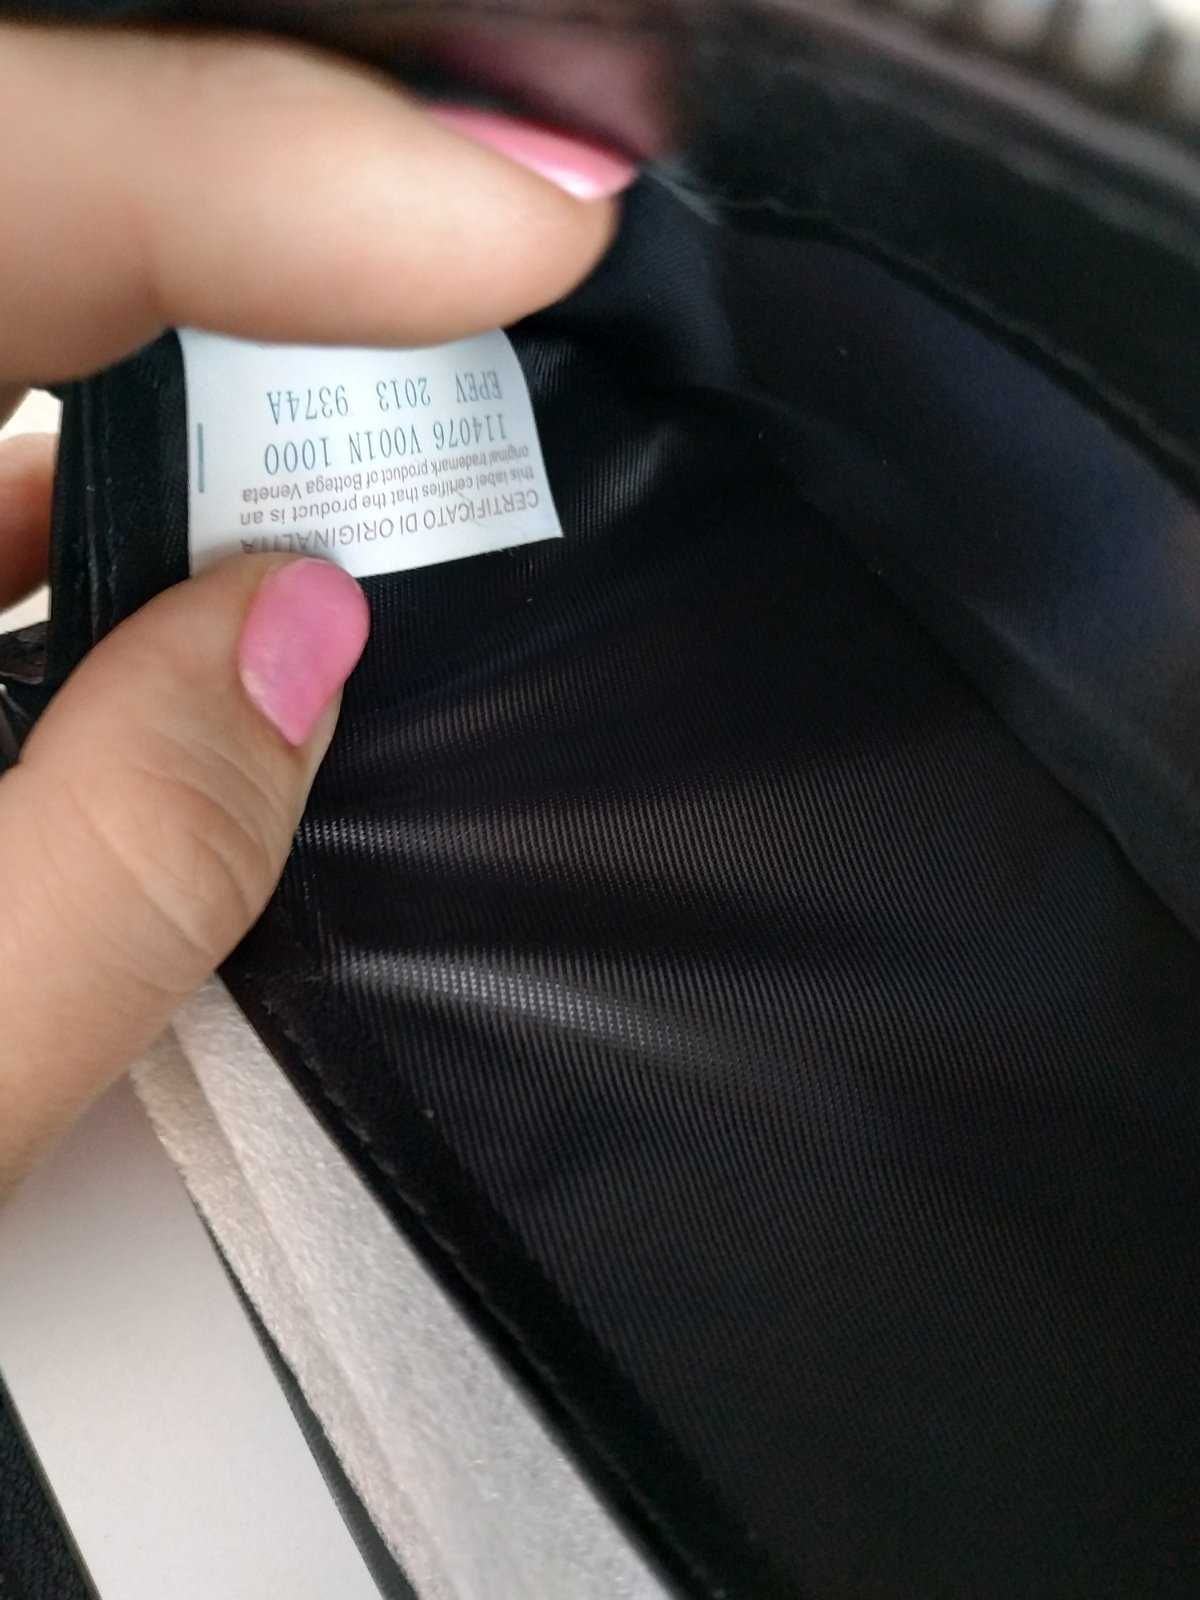 CERTIFICATO DI ORIGINALITA
this label certifies that the product is an
original trademark product of Bottega Veneta
114076 V001N 1000
EPEV 2013 9374A